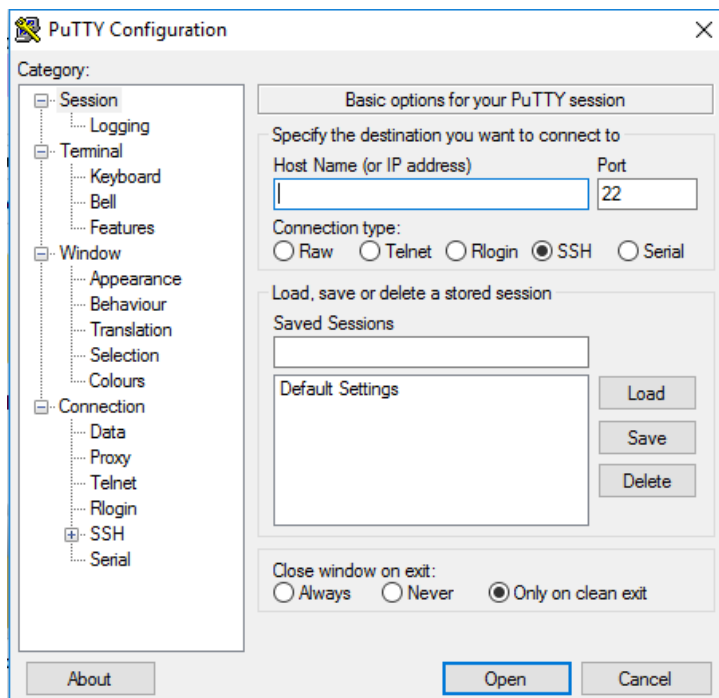 PuTTY Configuration
Category:
Session
Logging
Terminal
Keyboard
Bell
Features
Window
Appearance
Behaviour
Translation
Selection
Colours
Connection
Data
Proxy
Telnet
Rlogin
SSH
Serial
Basic options for your PuTTY session
Specify the destination you want to connect to
Host Name (or IP address) Port
22
Connection type:
Raw Telnet Rlogin SSH Serial
Load, save or delete a stored session
Saved Sessions
Default Settings
Load
Save
Delete
Close window on exit:
Always Never Only on clean exit
About Open Cancel